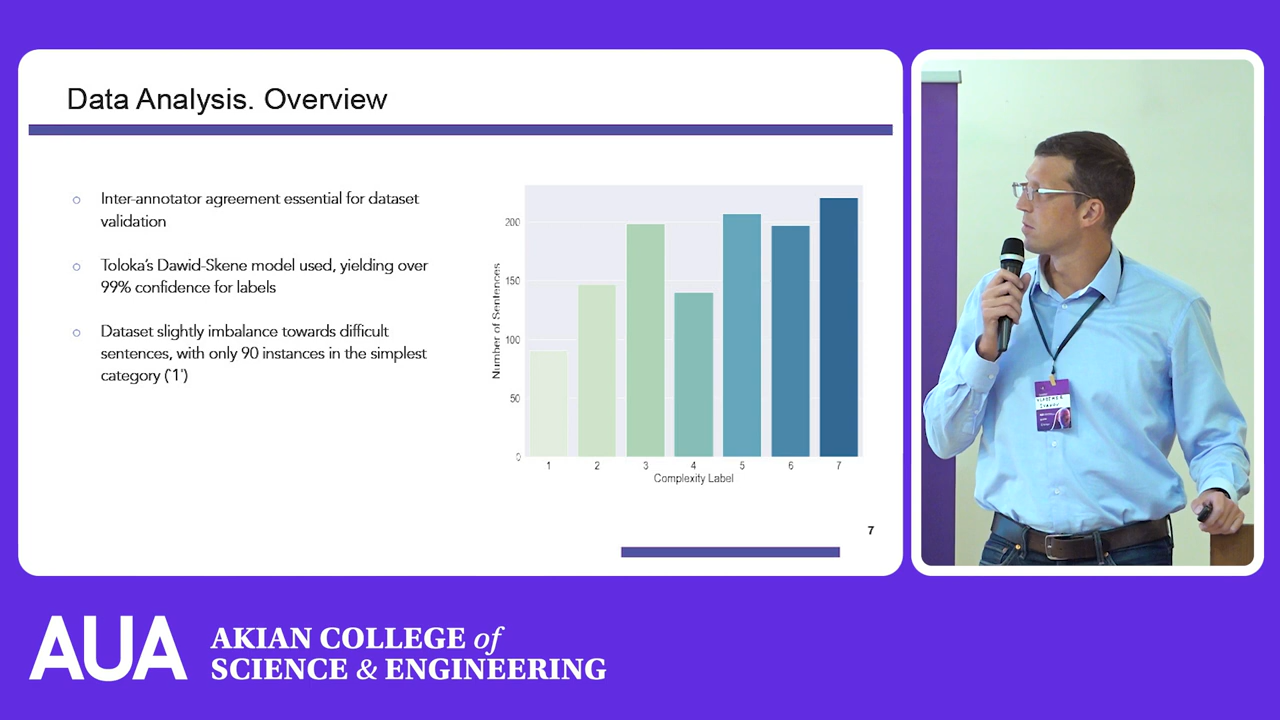 Data Analysis. Overview
Inter-annotator agreement essential for dataset
validation
Toloka's Dawid-Skene model used, yielding over
99% confidence for labels
Dataset slightly imbalance towards difficult
sentences, with only 90 instances in the simplest
category ('1')
Number of Sentences
200
150
100
50
0
1 2 3 4 5 6 7
Complexity Label
7
AUA
AKIAN COLLEGE of
SCIENCE & ENGINEERING